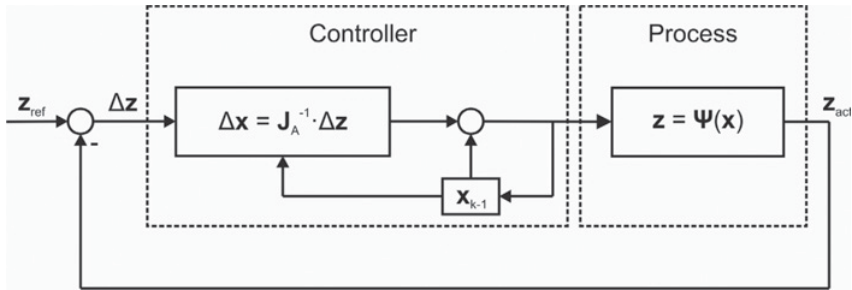 Controller
Process
z_ref
Δz
Δx = J_A^-1·Δz
z = Ψ(x)
z_act
-
x_k-1